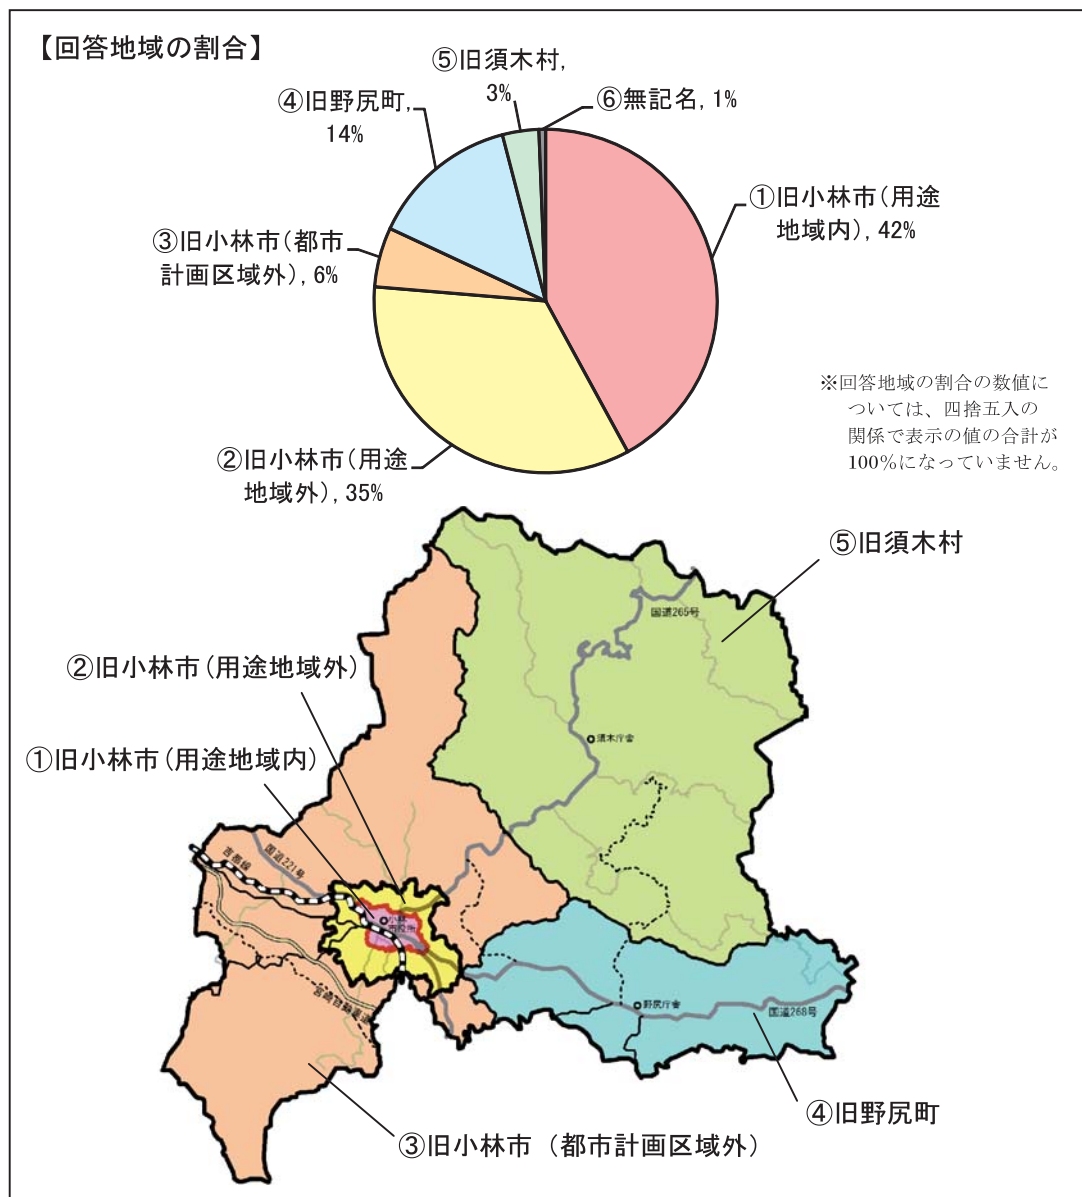 【回答地域の割合】
⑤旧須木村,
3%
⑥無記名, 1%
④旧野尻町,
14%
①旧小林市(用途
地域内), 42%
③旧小林市(都市
計画区域外), 6%
②旧小林市(用途
地域外), 35%
※回答地域の割合の数値に
ついては、四捨五入の
関係で表示の値の合計が
100%になっていません。
⑤旧須木村
国道265号
②旧小林市(用途地域外)
須木庁舎
①旧小林市(用途地域内)
国道221号
吉都線
小林
市役所
宮崎自動車道
野尻庁舎
国道268号
④旧野尻町
③旧小林市 (都市計画区域外)